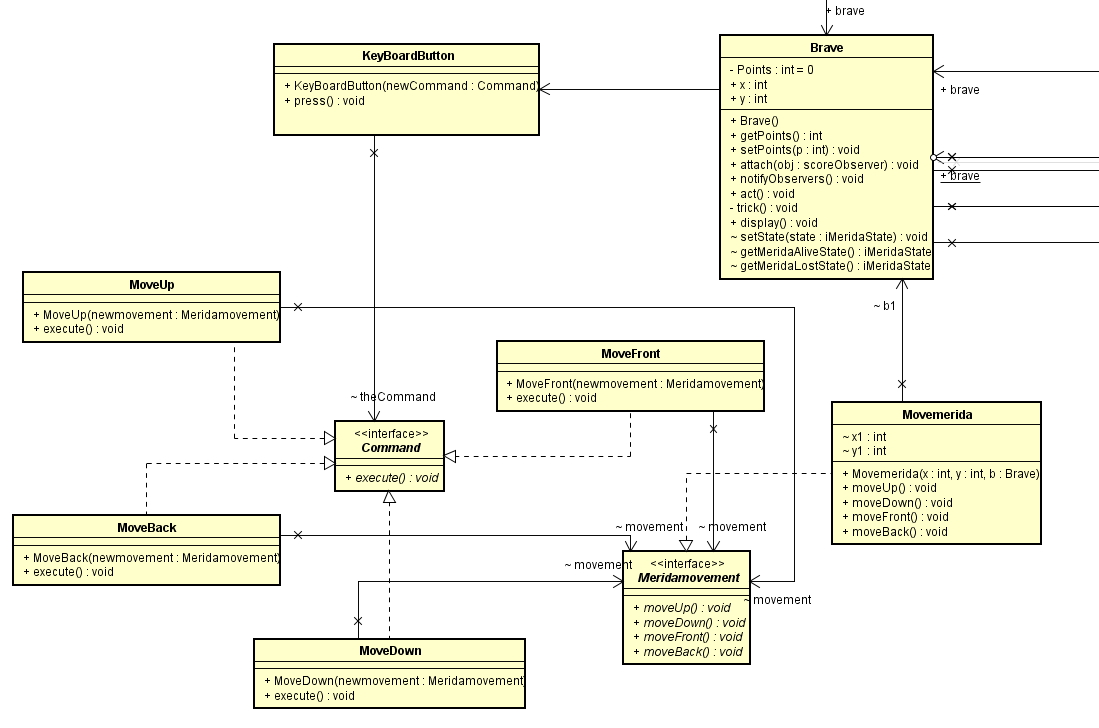 + brave
Brave
- Points : int = 0
+ x : int
+ y : int
+ Brave()
+ getPoints() : int
+ setPoints(p : int) : void
+ attach(obj : scoreObserver) : void
+ notifyObservers() : void
+ act() : void
- trick() : void
+ display() : void
~ setState(state : iMeridaState) : void
~ getMeridaAliveState() : iMeridaState
~ getMeridaLostState() : iMeridaState
+ brave
+ brave
KeyBoardButton
+ KeyBoardButton(newCommand : Command)
+ press() : void
MoveUp
+ MoveUp(newmovement : Meridamovement)
+ execute() : void
~ b1
MoveFront
+ MoveFront(newmovement : Meridamovement)
+ execute() : void
~ theCommand
<<interface>>
Command
+ execute() : void
Movemerida
~ x1 : int
~ y1 : int
+ Movemerida(x : int, y : int, b : Brave)
+ moveUp() : void
+ moveDown() : void
+ moveFront() : void
+ moveBack() : void
MoveBack
+ MoveBack(newmovement : Meridamovement)
+ execute() : void
~ movement
~ movement
~ movement
~ movement
<<interface>>
Meridamovement
+ moveUp() : void
+ moveDown() : void
+ moveFront() : void
+ moveBack() : void
MoveDown
+ MoveDown(newmovement : Meridamovement)
+ execute() : void